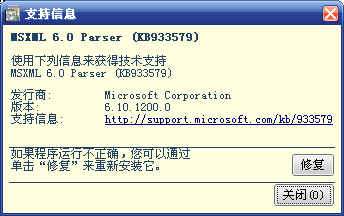 支持信息
MSXML 6.0 Parser (KB933579)
使用下列信息来获得技术支持
MSXML 6.0 Parser (KB933579)
发行商: Microsoft Corporation
版本: 6.10.1200.0
支持信息: http://support.microsoft.com/kb/933579
如果程序运行不正确,您可以通过
单击“修复”来重新安装它。
修复
关闭(O)